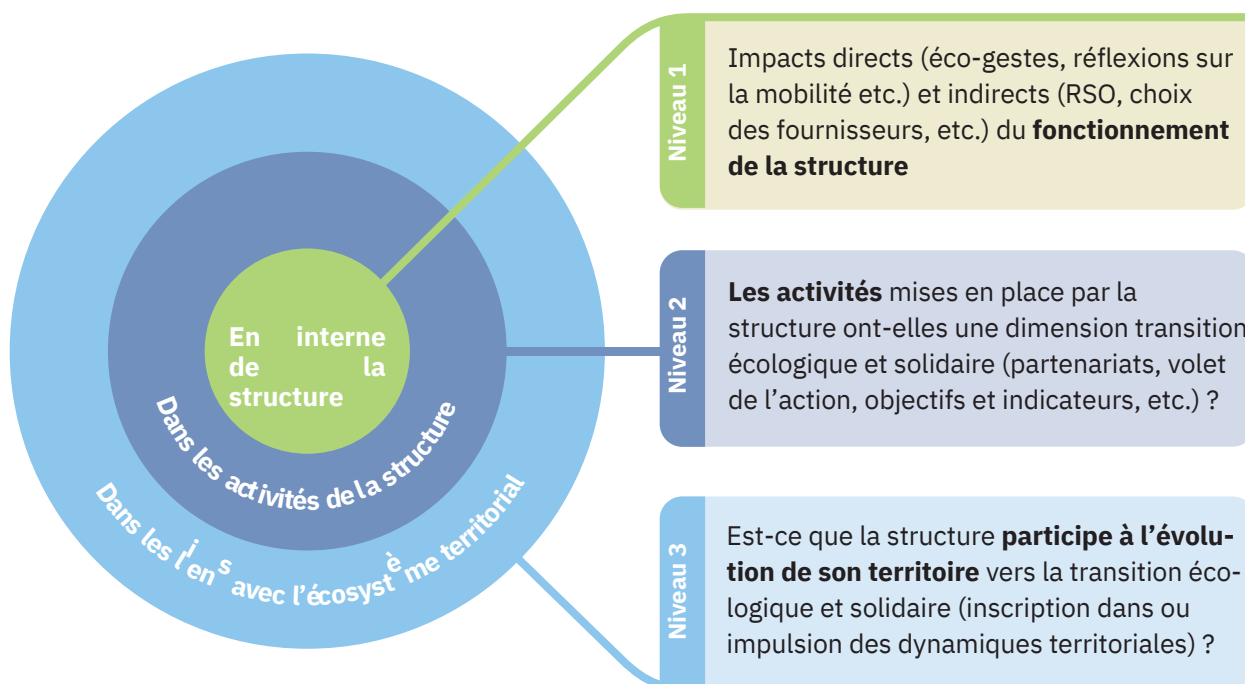 En interne
de la
structure
Dans les activités de la structure
Dans les liens avec l'écosystème territorial
Niveau 1
Impacts directs (éco-gestes, réflexions sur
la mobilité etc.) et indirects (RSO, choix
des fournisseurs, etc.) du fonctionnement
de la structure
Niveau 2
Les activités mises en place par la
structure ont-elles une dimension transition
écologique et solidaire (partenariats, volet
de l’action, objectifs et indicateurs, etc.) ?
Niveau 3
Est-ce que la structure participe à l’évolu-
tion de son territoire vers la transition éco-
logique et solidaire (inscription dans ou
impulsion des dynamiques territoriales) ?